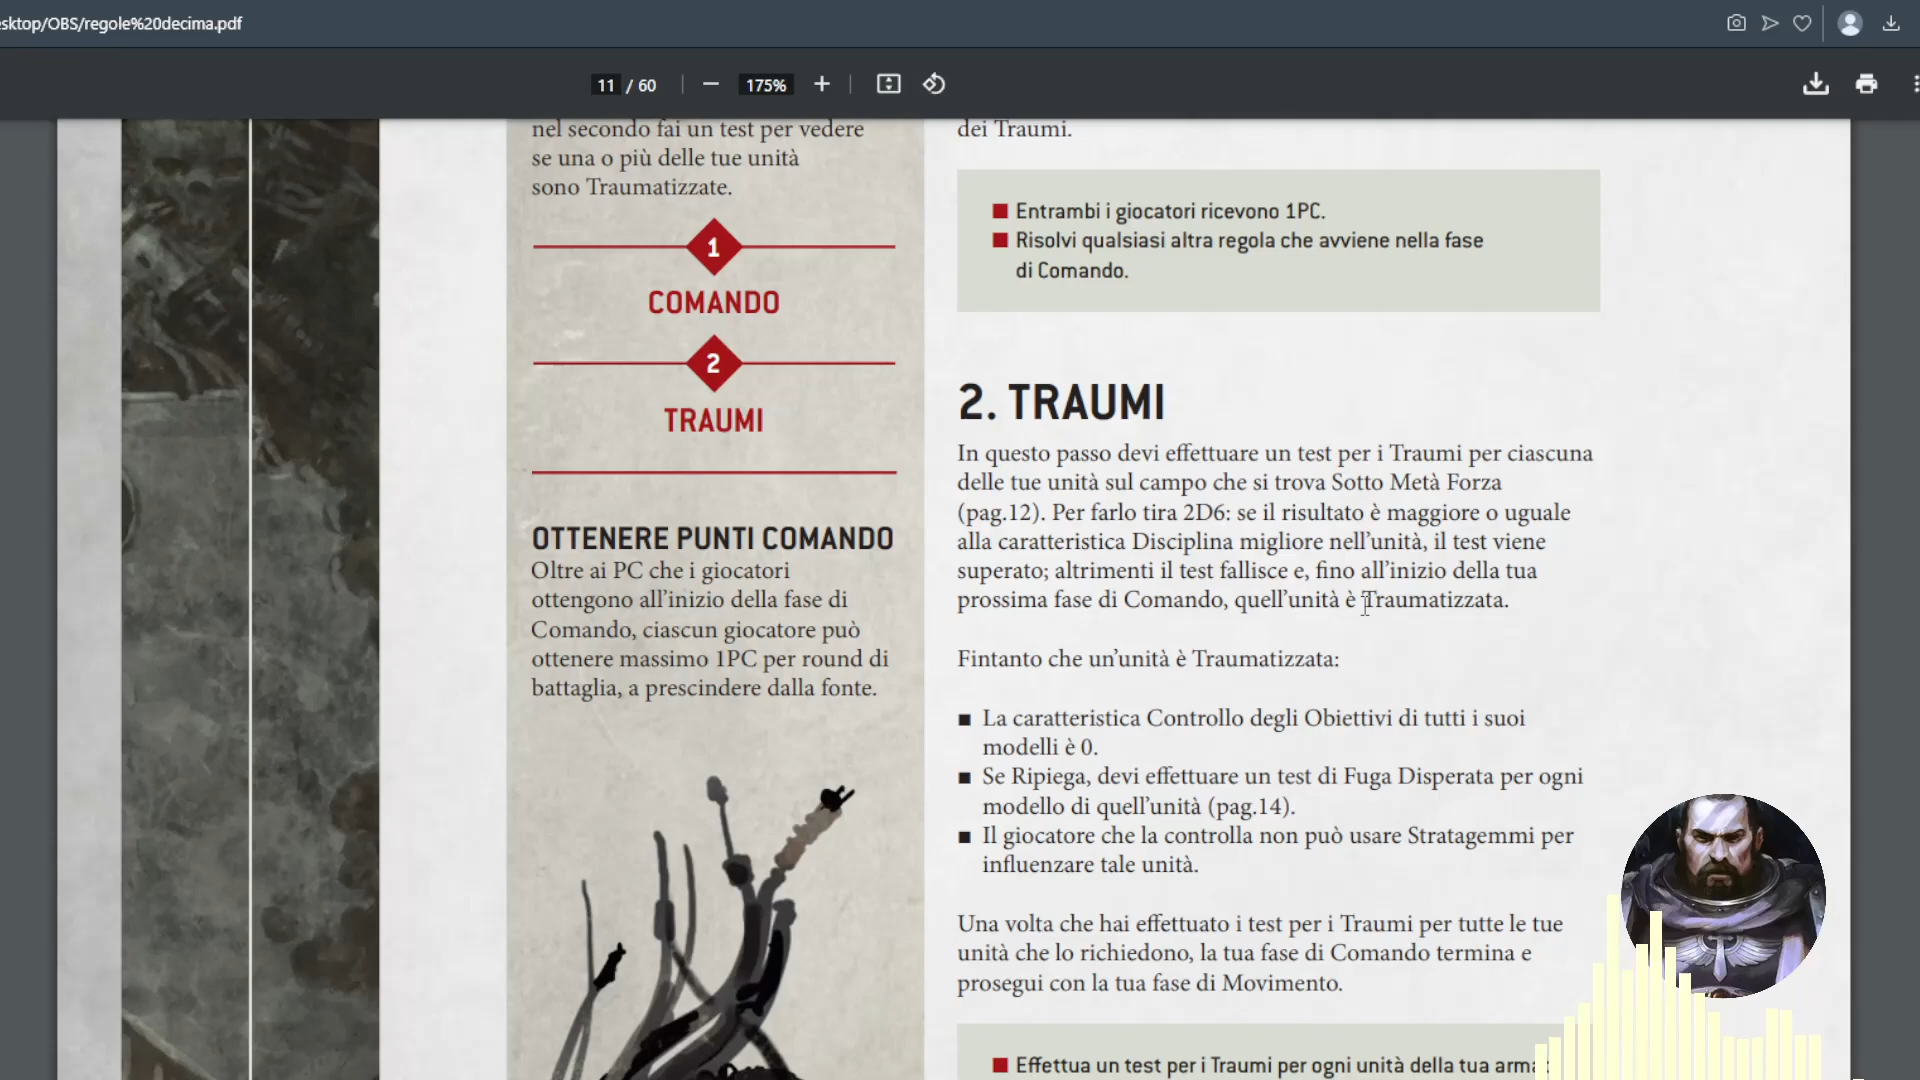 esktop/OBS/regole%20decima.pdf
11 / 60
175%
nel secondo fai un test per vedere
se una o più delle tue unità
sono Traumatizzate.
1
COMANDO
2
TRAUMI
OTTENERE PUNTI COMANDO
Oltre ai PC che i giocatori
ottengono all’inizio della fase di
Comando, ciascun giocatore può
ottenere massimo 1PC per round di
battaglia, a prescindere dalla fonte.
dei Traumi.
■ Entrambi i giocatori ricevono 1PC.
■ Risolvi qualsiasi altra regola che avviene nella fase
di Comando.
2. TRAUMI
In questo passo devi effettuare un test per i Traumi per ciascuna
delle tue unità sul campo che si trova Sotto Metà Forza
(pag.12). Per farlo tira 2D6: se il risultato è maggiore o uguale
alla caratteristica Disciplina migliore nell’unità, il test viene
superato; altrimenti il test fallisce e, fino all’inizio della tua
prossima fase di Comando, quell’unità è Traumatizzata.
Fintanto che un’unità è Traumatizzata:
■ La caratteristica Controllo degli Obiettivi di tutti i suoi
modelli è 0.
■ Se Ripiega, devi effettuare un test di Fuga Disperata per ogni
modello di quell’unità (pag.14).
■ Il giocatore che la controlla non può usare Stratagemmi per
influenzare tale unità.
Una volta che hai effettuato i test per i Traumi per tutte le tue
unità che lo richiedono, la tua fase di Comando termina e
prosegui con la tua fase di Movimento.
■ Effettua un test per i Traumi per ogni unità della tua arma